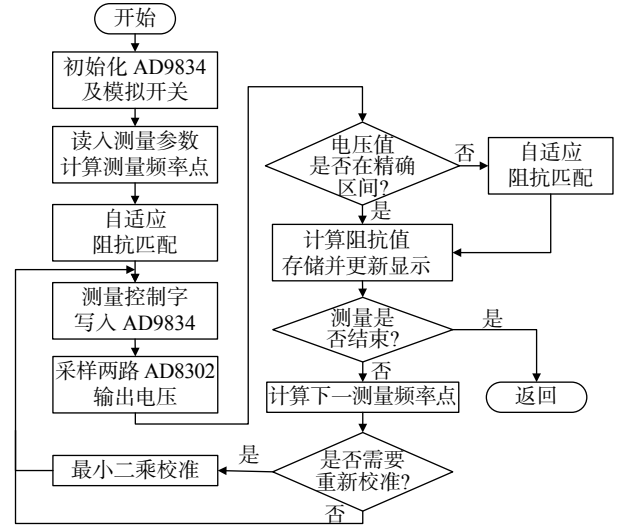 开始
初始化 AD9834
及模拟开关
读入测量参数
计算测量频率点
自适应
阻抗匹配
测量控制字
写入 AD9834
采样两路 AD8302
输出电压
电压值
是否在精确
区间?
否
自适应
阻抗匹配
是
计算阻抗值
存储并更新显示
测量是
否结束?
是
返回
否
计算下一测量频率点
是否需要
重新校准?
是
最小二乘校准
否